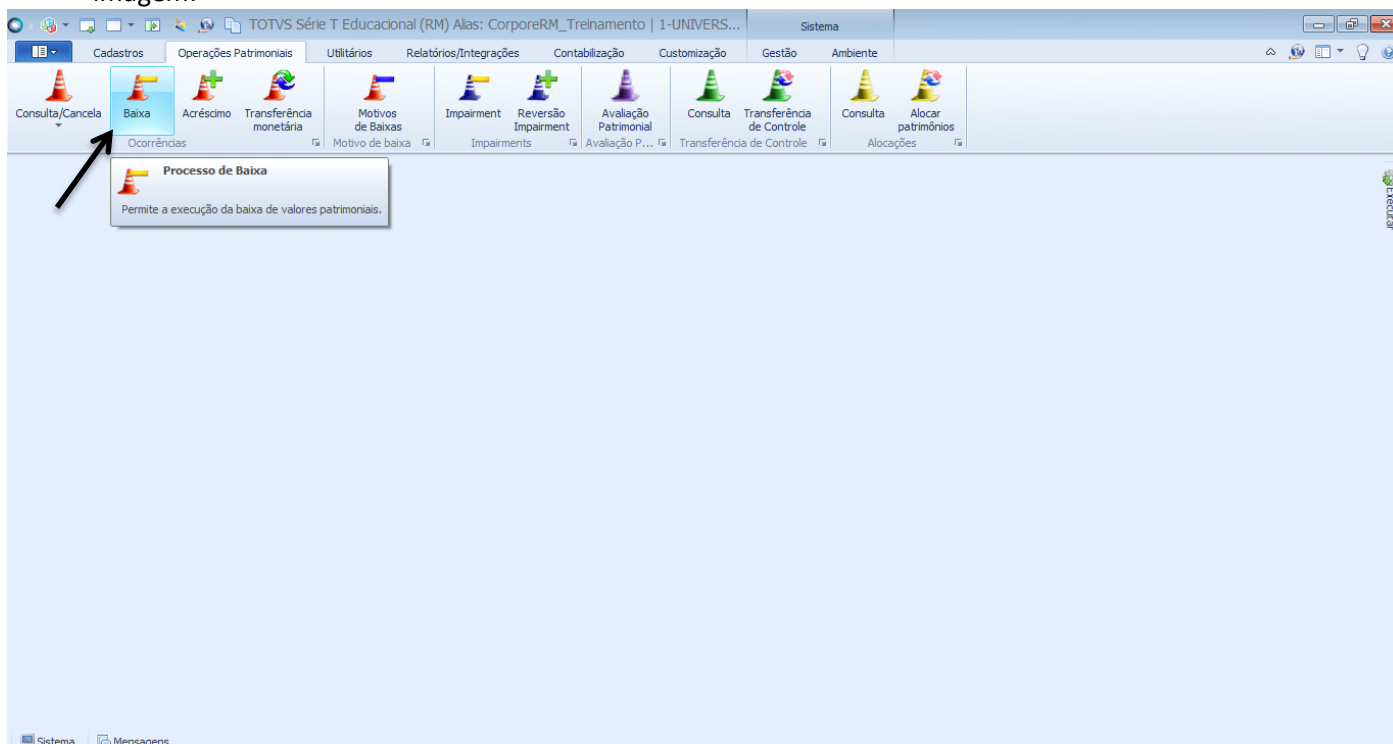 imagem:
TOTVS Série T Educacional (RM) Alias: CorporeRM_Treinamento | 1-UNIVERS...
Sistema
Cadastros Operações Patrimoniais Utilitários Relatórios/Integrações Contabilização Customização Gestão Ambiente
Consulta/Cancela Baixa Acréscimo Transferência Motivos Impairment Reversão Avaliação Consulta Transferência Consulta Alocar
monetária de Baixas Impairment Patrimonial de Controle patrimônios
Ocorrências Motivo de baixa Impairments Avaliação P... Transferência de Controle Alocações
Processo de Baixa
Permite a execução da baixa de valores patrimoniais.
Executar
Sistema Mensagens